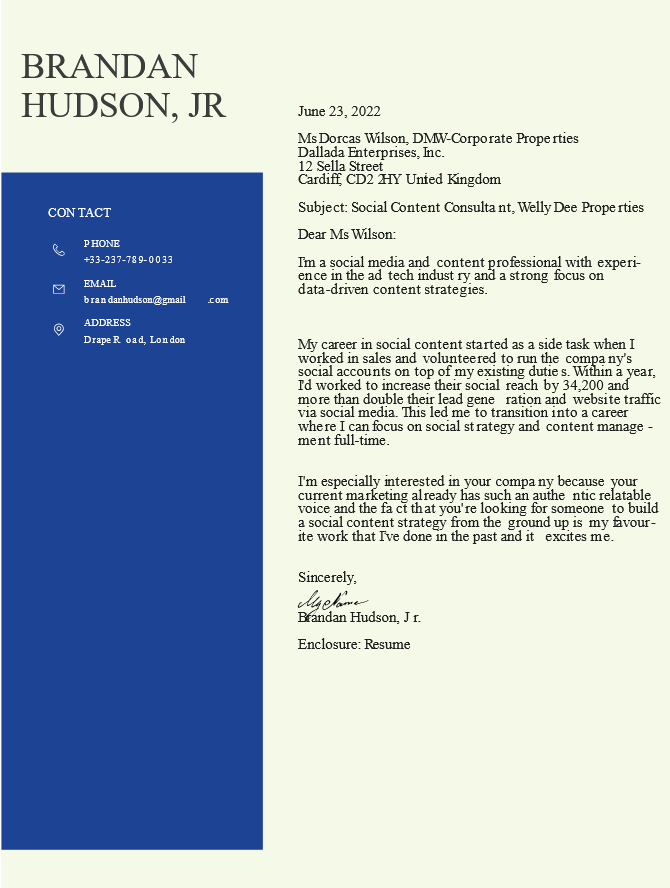 BRANDAN
HUDSON, JR
CONTACT
PHONE
+33-237-789-0033
EMAIL
brandanhudson@gmail .com
ADDRESS
Drape Road, London
June 23, 2022
Ms Dorcas Wilson, DMW-Corporate Properties
Dallada Enterprises, Inc.
12 Sella Street
Cardiff, CD2 2HY United Kingdom
Subject: Social Content Consultant, Welly Dee Properties
Dear Ms Wilson:
I'm a social media and content professional with experi-
ence in the ad tech industry and a strong focus on
data-driven content strategies.
My career in social content started as a side task when I
worked in sales and volunteered to run the company's
social accounts on top of my existing duties. Within a year,
I'd worked to increase their social reach by 34,200 and
more than double their lead generation and website traffic
via social media. This led me to transition into a career
where I can focus on social strategy and content manage-
ment full-time.
I'm especially interested in your company because your
current marketing already has such an authentic relatable
voice and the fact that you're looking for someone to build
a social content strategy from the ground up is my favour-
ite work that I've done in the past and it excites me.
Sincerely,
My Name
Brandan Hudson, Jr.
Enclosure: Resume